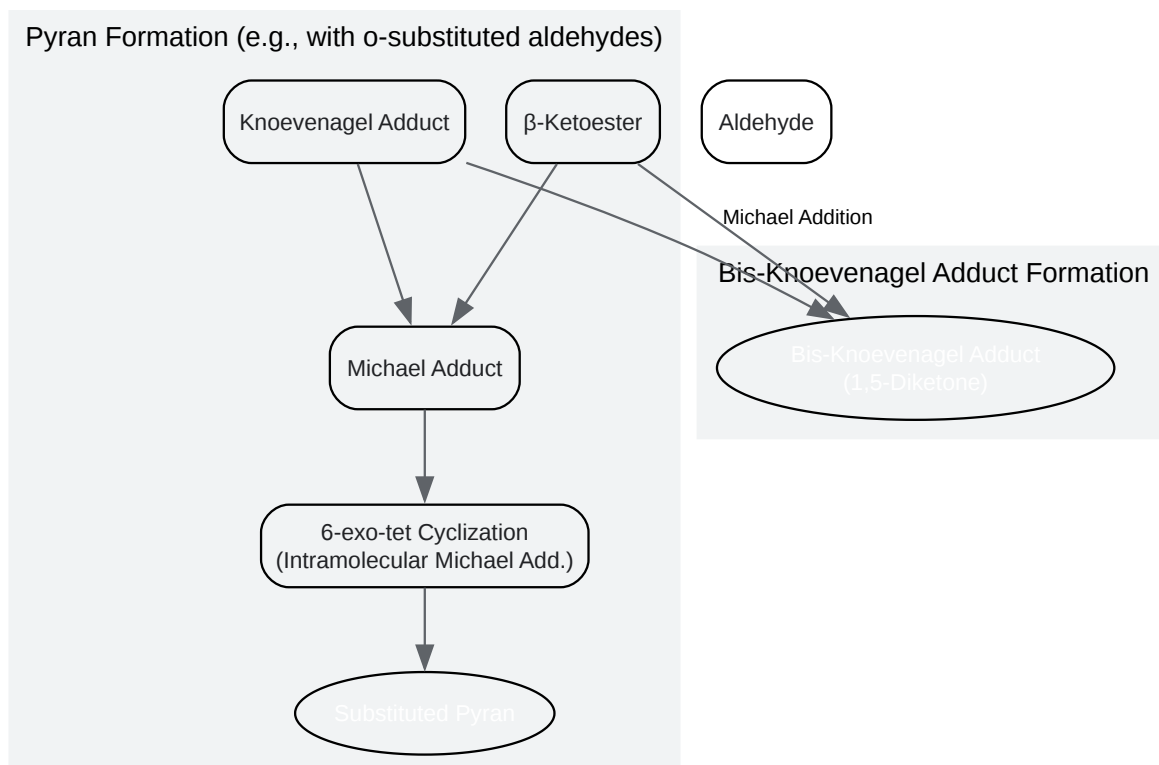 Pyran Formation (e.g., with o-substituted aldehydes)
Knoevenagel Adduct
β-Ketoester
Aldehyde
Michael Addition
Bis-Knoevenagel Adduct Formation
Michael Adduct
Bis-Knoevenagel Adduct
(1,5-Diketone)
6-exo-tet Cyclization
(Intramolecular Michael Add.)
Substituted Pyran